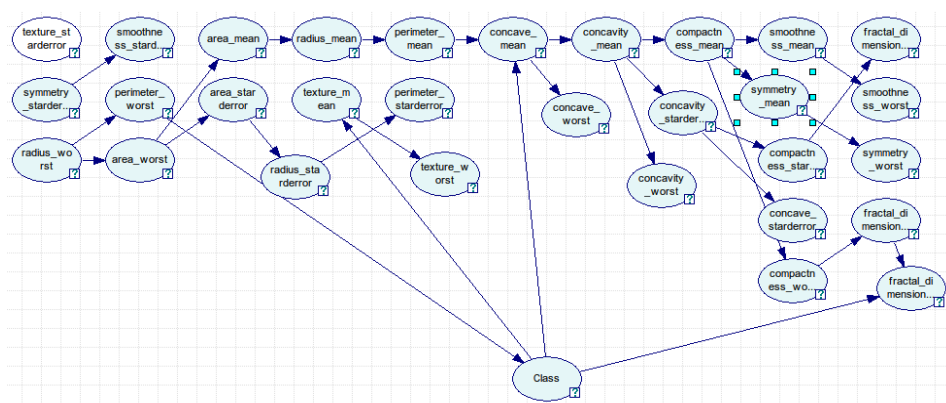 texture_st
arderror
?
smoothne
ss_stard...
?
area_mean
?
radius_mean
?
perimeter_
mean
?
concave_
mean
?
concavity
_mean
?
compactn
ess_mean
?
smoothne
ss_mean
?
fractal_di
mension...
?
symmetry
_starder...
?
perimeter_
worst
?
area_star
derror
?
texture_m
ean
?
perimeter_
starderror
?
concave_
worst
?
concavity
_starder...
?
symmetry
_mean
?
smoothne
ss_worst
?
radius_wo
rst
?
area_worst
?
radius_sta
rderror
?
texture_w
orst
?
concavity
_worst
?
compactn
ess_star...
?
symmetry
_worst
?
concave_
starderror
?
fractal_di
mension...
?
compactn
ess_wo...
?
fractal_di
mension...
?
Class
?